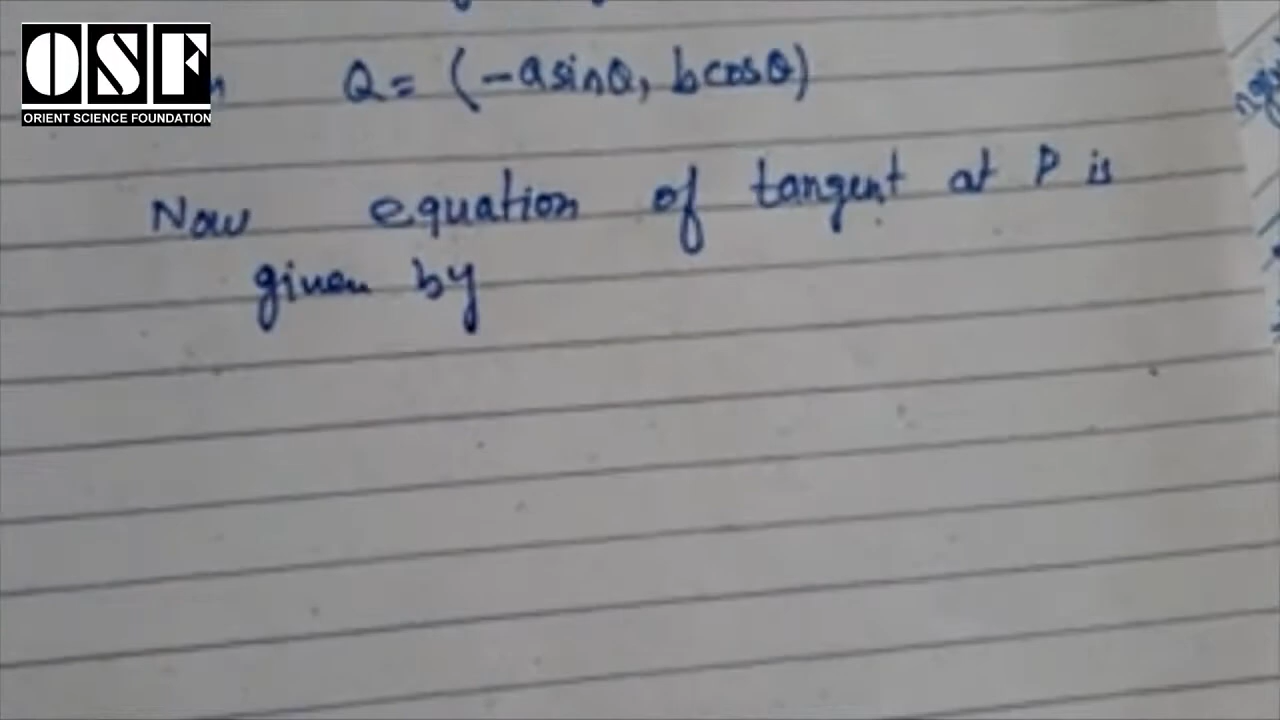 OSF
ORIENT SCIENCE FOUNDATION
Q = (-a sinθ, b cosθ)
Now equation of tangent at P is
given by